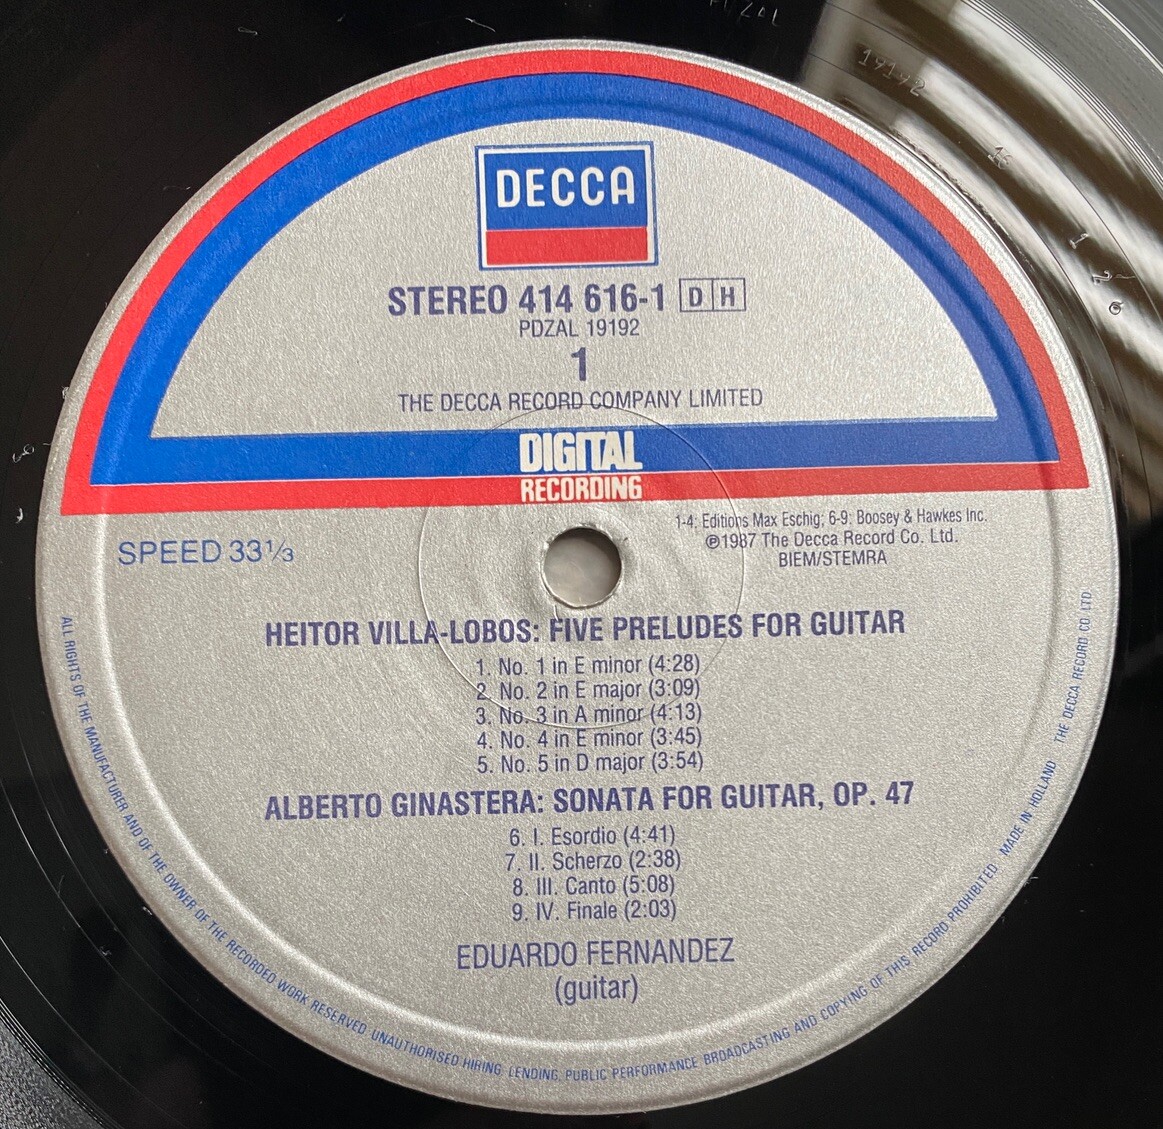 DECCA
STEREO 414 616-1 D H
PDZAL 19192
1
THE DECCA RECORD COMPANY LIMITED
DIGITAL
RECORDING
SPEED 33⅓
1-4: Editions Max Eschig; 6-9: Boosey & Hawkes Inc.
℗1987 The Decca Record Co. Ltd.
BIEM/STEMRA
HEITOR VILLA-LOBOS: FIVE PRELUDES FOR GUITAR
1. No. 1 in E minor (4:28)
2. No. 2 in E major (3:09)
3. No. 3 in A minor (4:13)
4. No. 4 in E minor (3:45)
5. No. 5 in D major (3:54)
ALBERTO GINASTERA: SONATA FOR GUITAR, OP. 47
6. I. Esordio (4:41)
7. II. Scherzo (2:38)
8. III. Canto (5:08)
9. IV. Finale (2:03)
EDUARDO FERNANDEZ
(guitar)
ALL RIGHTS OF THE MANUFACTURER AND OF THE OWNER OF THE RECORDED WORK RESERVED. UNAUTHORISED HIRING, LENDING, PUBLIC PERFORMANCE BROADCASTING AND COPYING OF THIS RECORD PROHIBITED MADE IN HOLLAND THE DECCA RECORD CO. LTD.
19192